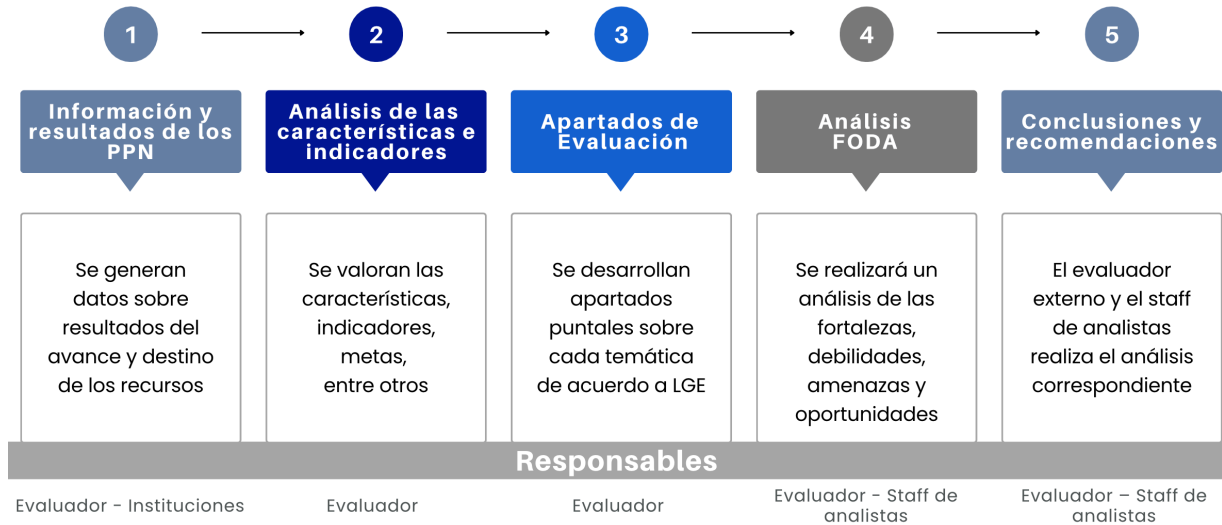 1
2
3
4
5
Información y
resultados de los
PPN
Análisis de las
características e
indicadores
Apartados de
Evaluación
Análisis
FODA
Conclusiones y
recomendaciones
Se generan
datos sobre
resultados del
avance y destino
de los recursos
Se valoran las
características,
indicadores,
metas,
entre otros
Se desarrollan
apartados
puntales sobre
cada temática
de acuerdo a LGE
Se realizará un
análisis de las
fortalezas,
debilidades,
amenazas y
oportunidades
El evaluador
externo y el staff
de analistas
realiza el análisis
correspondiente
Responsables
Evaluador - Instituciones
Evaluador
Evaluador
Evaluador - Staff de
analistas
Evaluador – Staff de
analistas